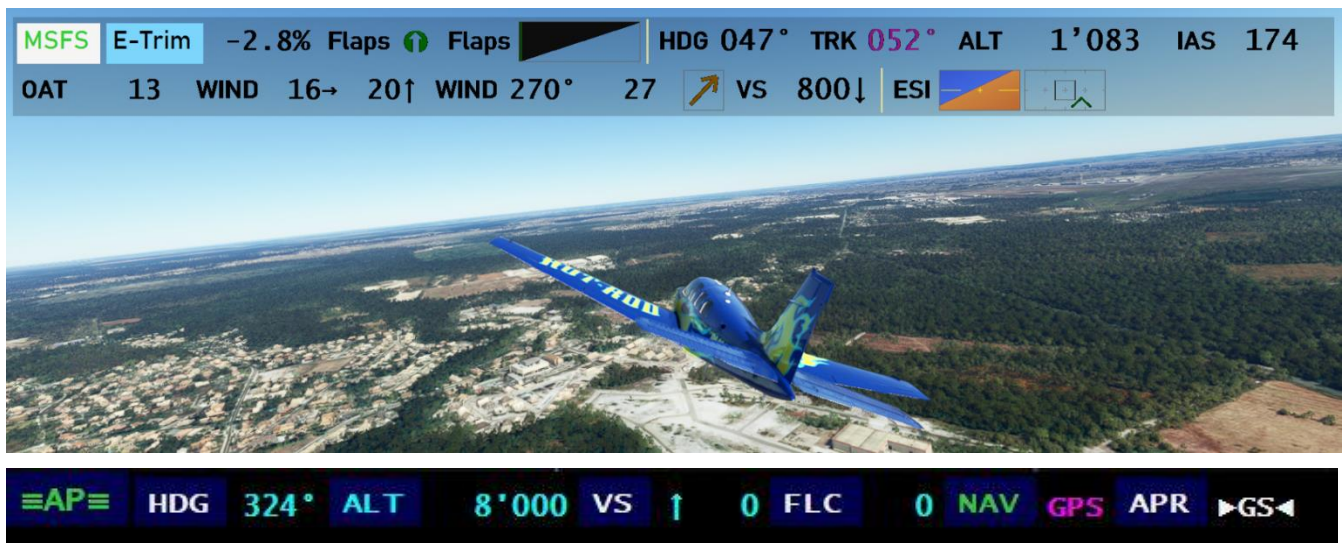 MSFS E-Trim -2.8% Flaps Flaps HDG 047° TRK 052° ALT 1'083 IAS 174
OAT 13 WIND 16→ 20↑ WIND 270° 27 VS 800↓ ESI
HOT-ROD
≡AP≡ HDG 324° ALT 8'000 VS ↑ 0 FLC 0 NAV GPS APR ▶GS◀